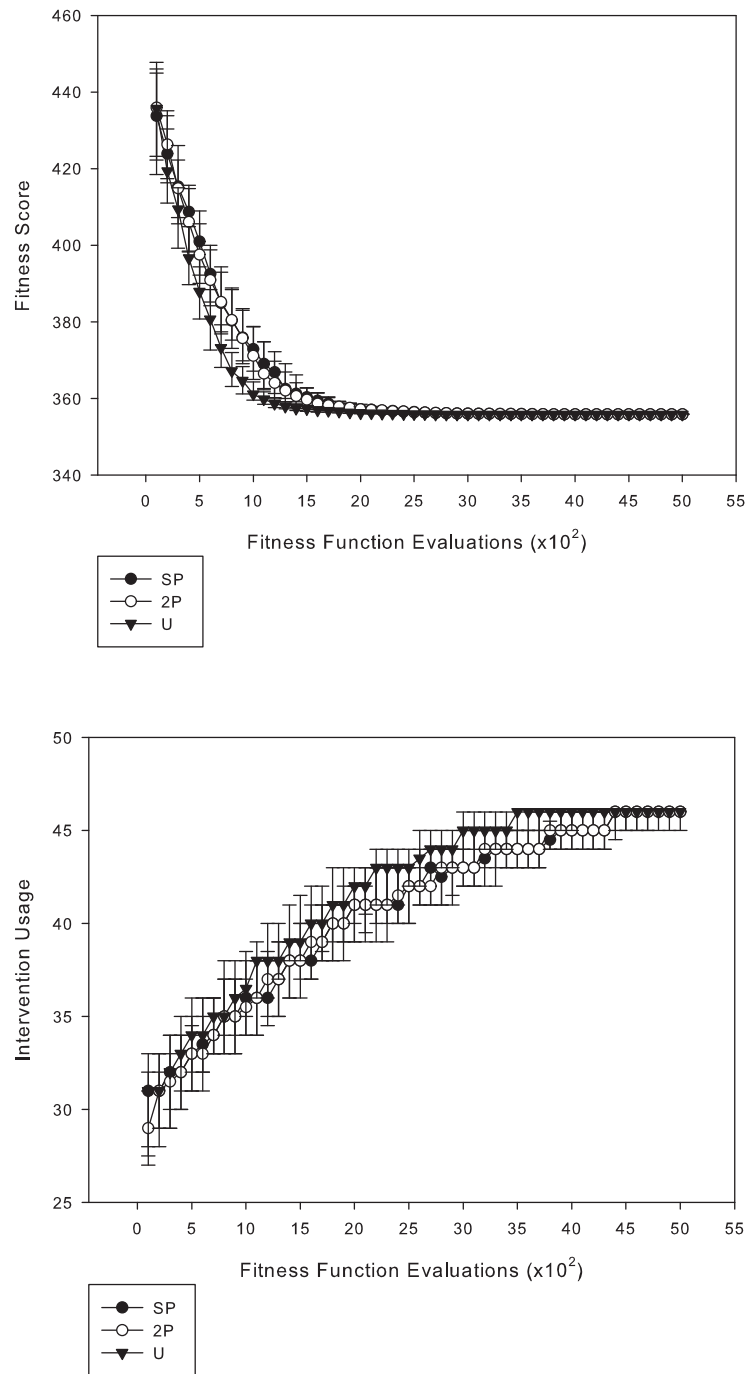 460
440
420
400
380
360
340
Fitness Score
0 5 10 15 20 25 30 35 40 45 50 55
Fitness Function Evaluations (x10²)
SP
2P
U
50
45
40
35
30
25
Intervention Usage
0 5 10 15 20 25 30 35 40 45 50 55
Fitness Function Evaluations (x10²)
SP
2P
U